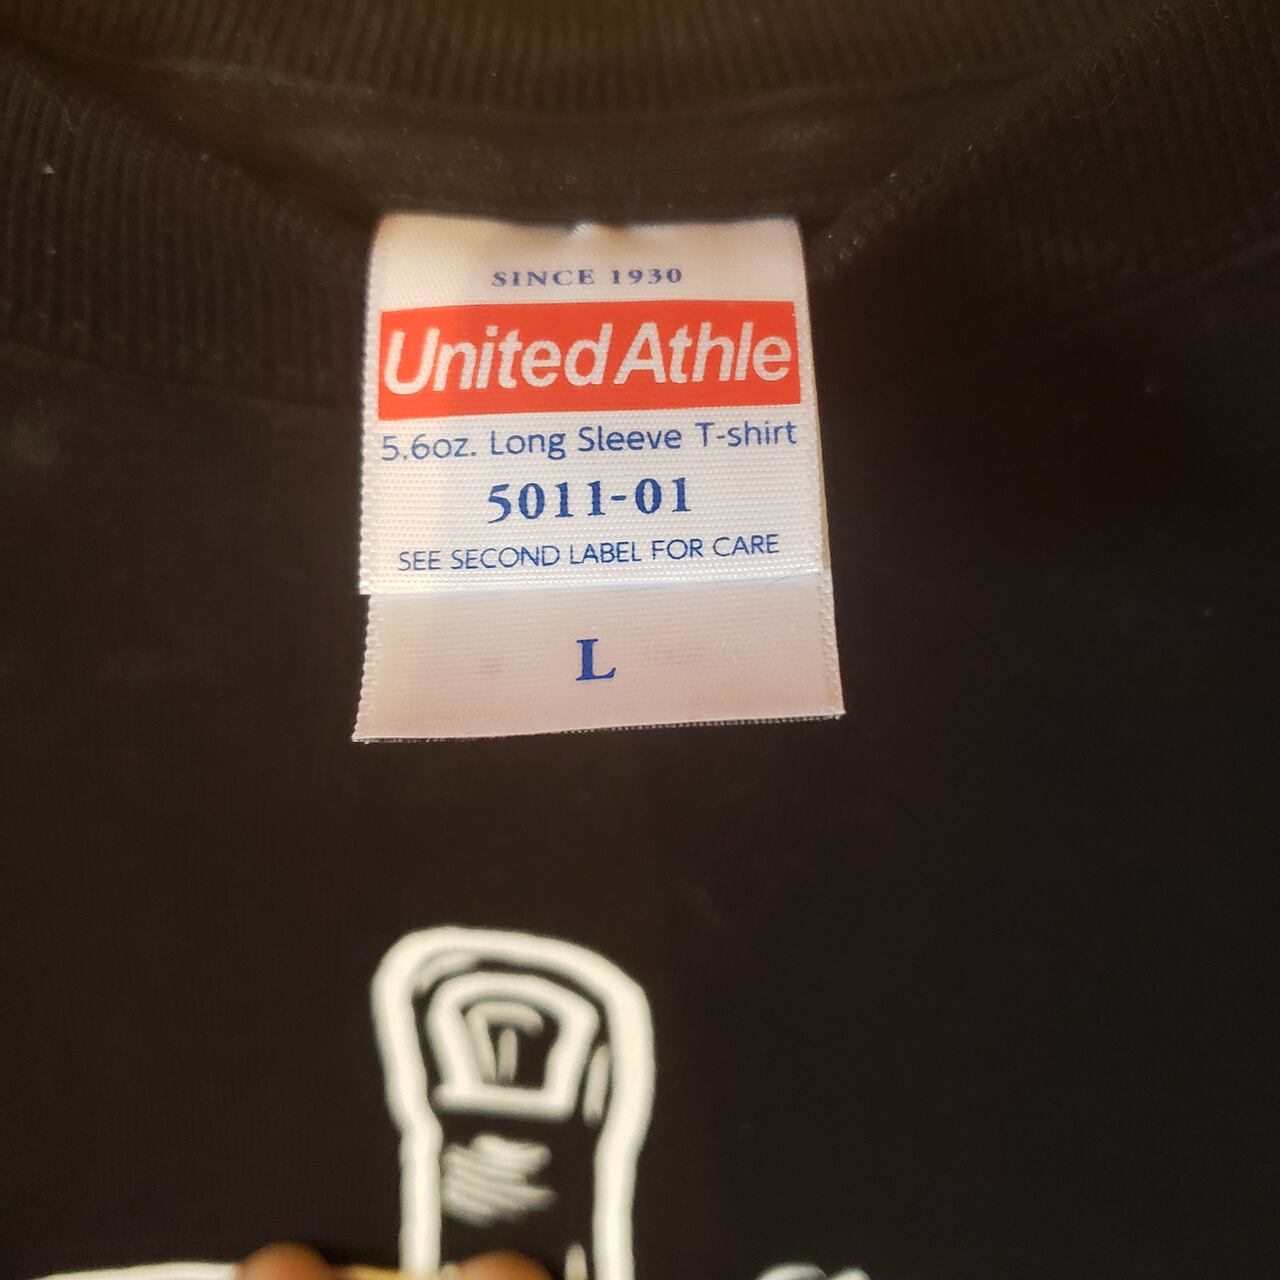 SINCE 1930
United Athle
5.6oz. Long Sleeve T-shirt
5011-01
SEE SECOND LABEL FOR CARE
L